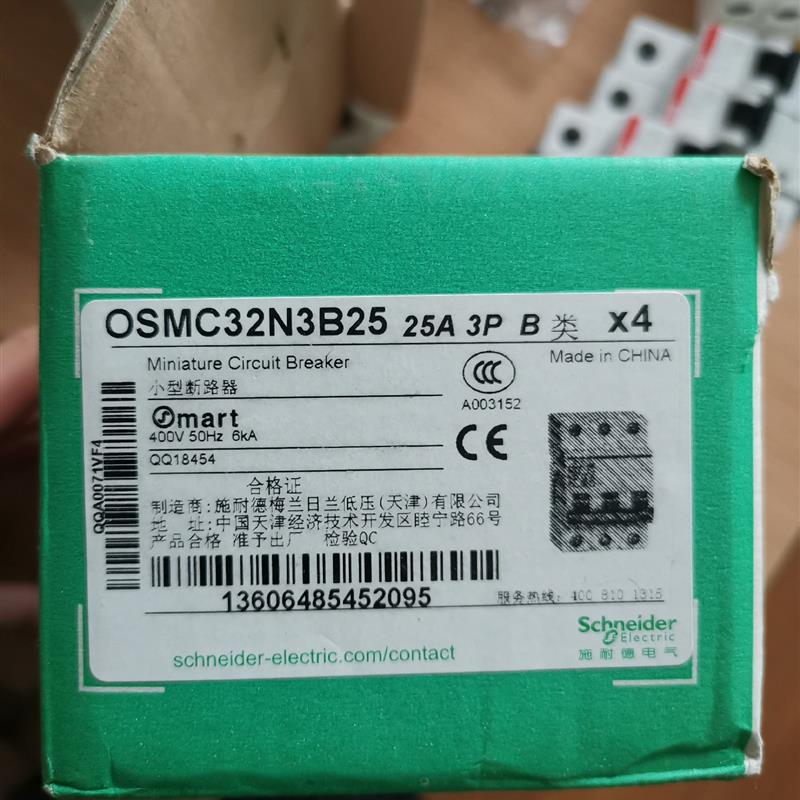 OSMC32N3B25 25A 3P B 类 x4
Miniature Circuit Breaker
Made in CHINA
小型断路器
CCC
A003152
Smart
400V 50Hz 6kA
CE
QQ18454
QQA0071VF4
合格证
制造商:施耐德梅兰日兰低压(天津)有限公司
地 址:中国天津经济技术开发区睦宁路66号
产品合格 准予出厂 检验QC
13606485452095
服务热线: 400 810 1315
Schneider
Electric
施耐德电气
schneider-electric.com/contact